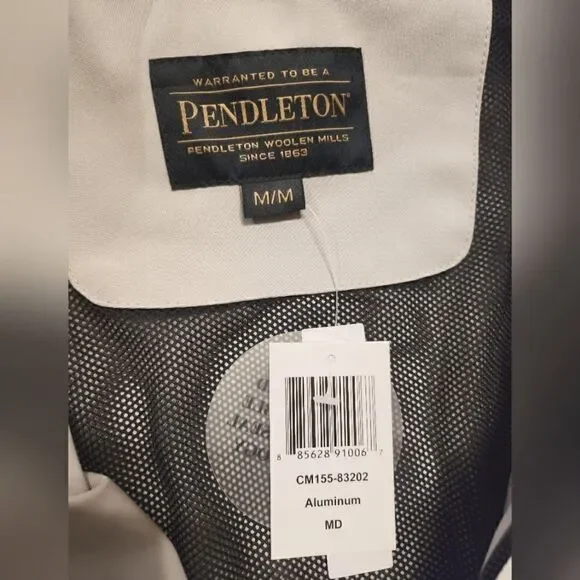 WARRANTED TO BE A
PENDLETON®
PENDLETON WOOLEN MILLS
SINCE 1863
M/M
8 85628 91006 7
CM155-83202
Aluminum
MD